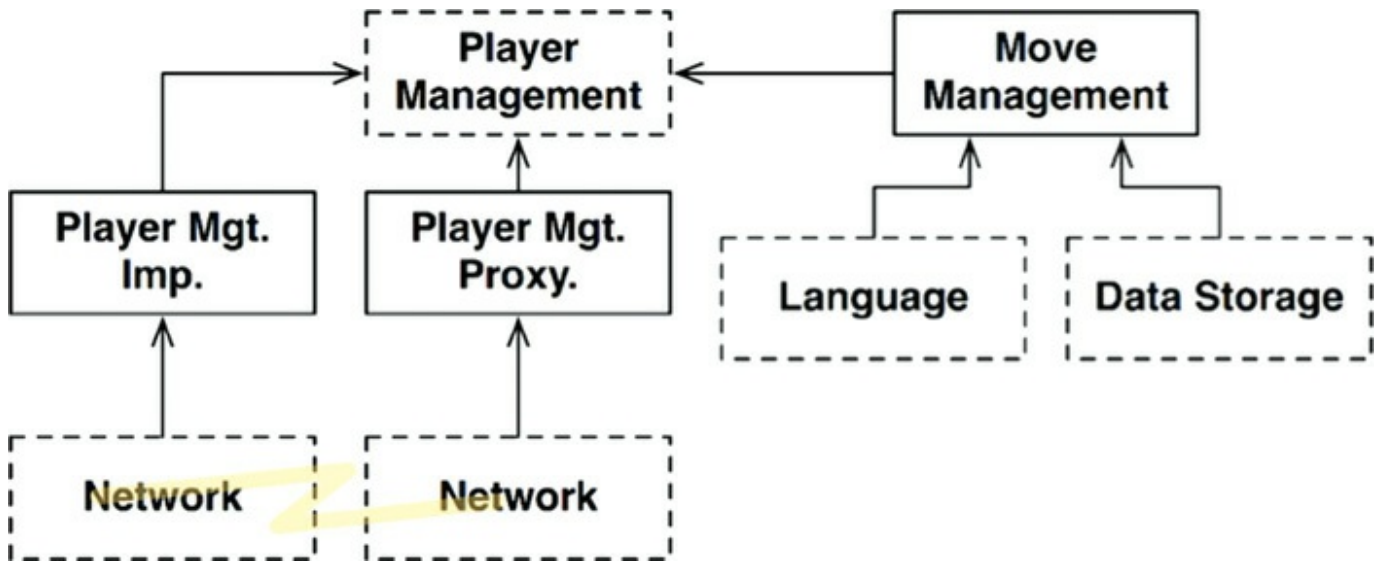 Player
Management
Move
Management
Player Mgt.
Imp.
Player Mgt.
Proxy.
Language
Data Storage
Network
Network